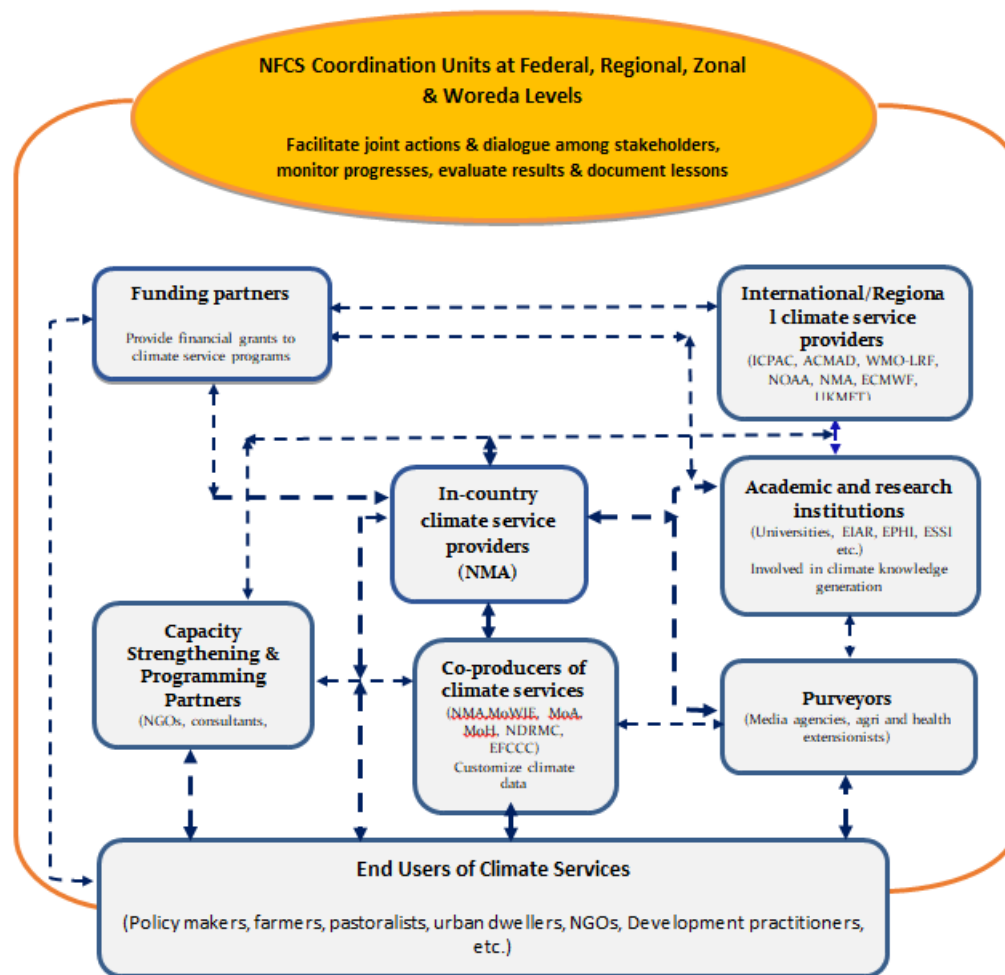 NFCS Coordination Units at Federal, Regional, Zonal
& Woreda Levels
Facilitate joint actions & dialogue among stakeholders,
monitor progresses, evaluate results & document lessons
Funding partners
Provide financial grants to
climate service programs
International/Regiona
l climate service
providers
(ICPAC, ACMAD, WMO-LRF,
NOAA, NMA, ECMWF,
UKMET)
In-country
climate service
providers
(NMA)
Academic and research
institutions
(Universities, EIAR, EPHI, ESSI
etc.)
Involved in climate knowledge
generation
Capacity
Strengthening &
Programming
Partners
(NGOs, consultants,
Co-producers of
climate services
(NMA,MoWIE, MoA,
MoH, NDRMC,
EFCCC)
Customize climate
data
Purveyors
(Media agencies, agri and health
extensionists)
End Users of Climate Services
(Policy makers, farmers, pastoralists, urban dwellers, NGOs, Development practitioners,
etc.)